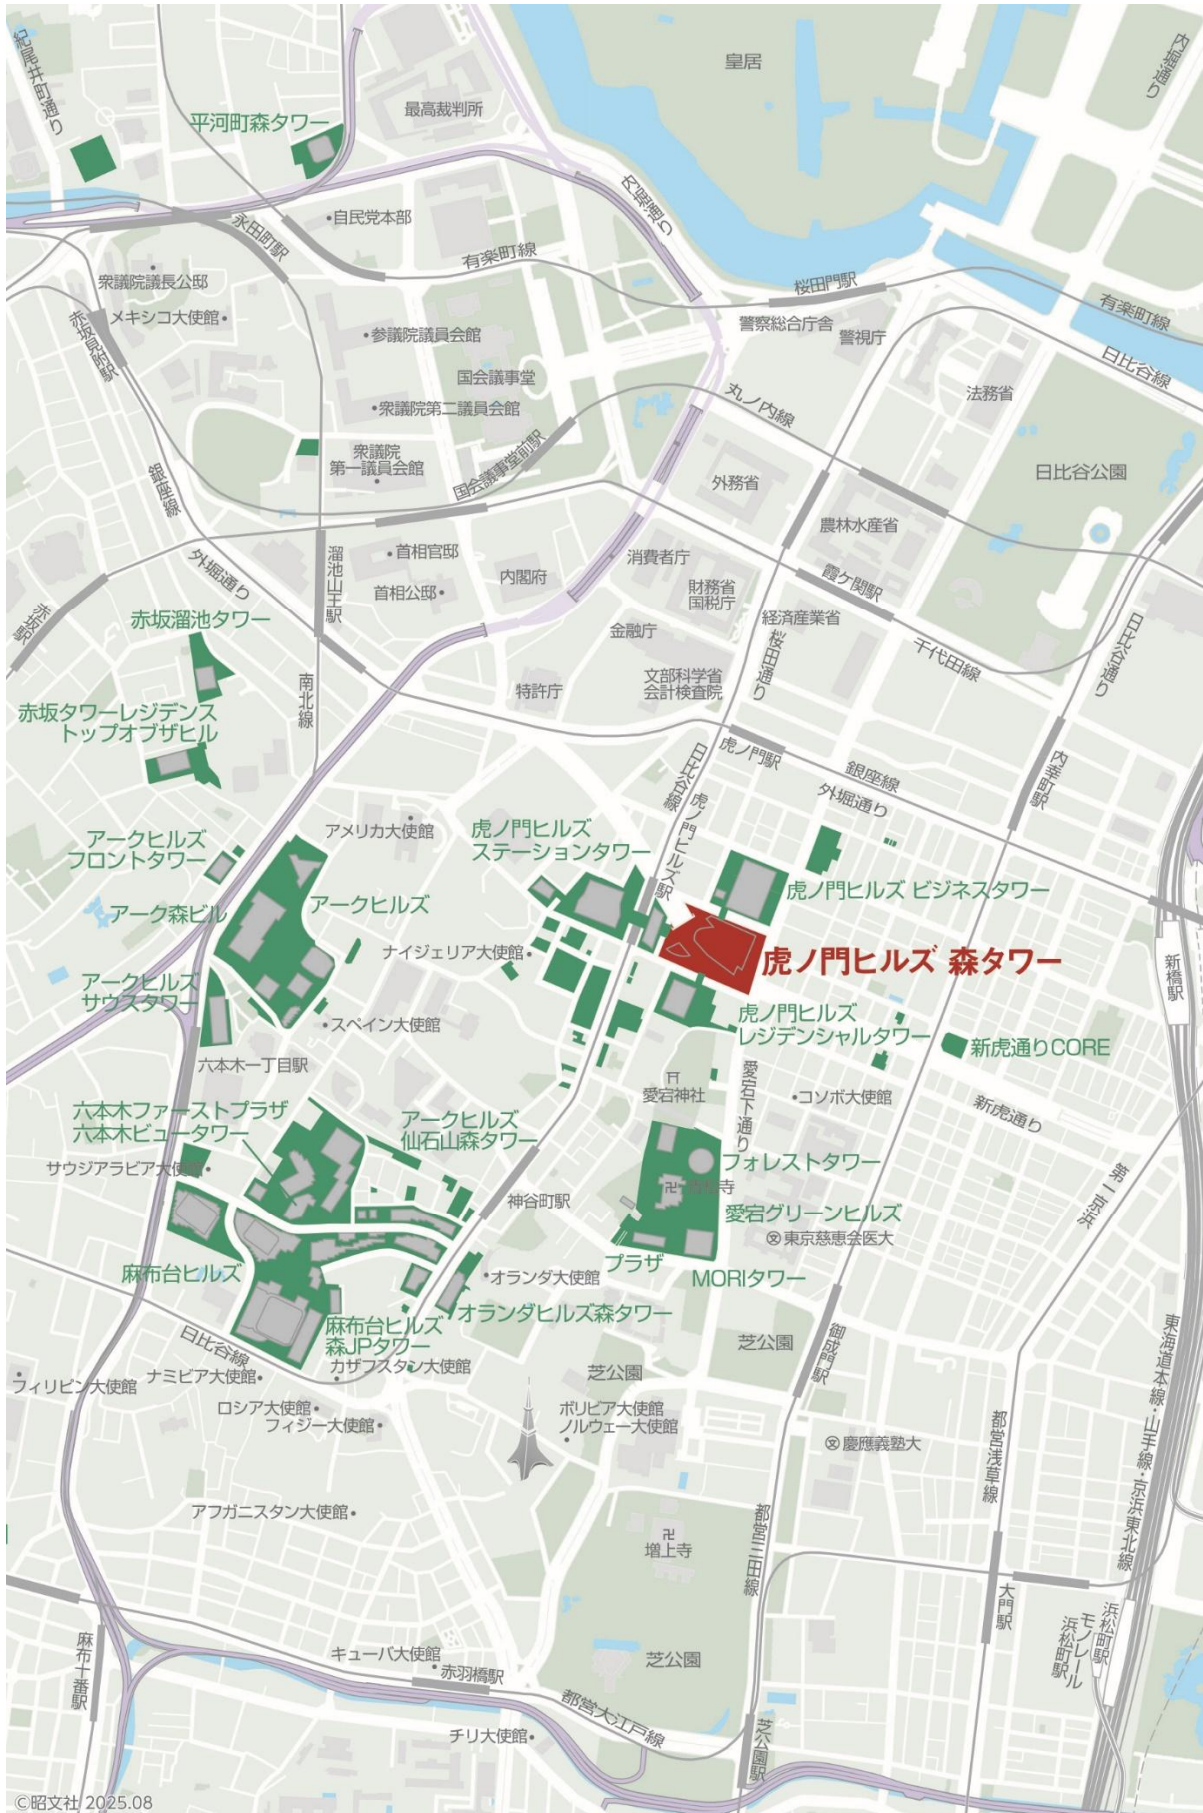 皇居
内堀通り
紀尾井町通り
最高裁判所
平河町森タワー
内堀通り
自民党本部
永田町駅
有楽町線
衆議院議長公邸
桜田門駅
有楽町線
メキシコ大使館
赤坂見附駅
参議院議員会館
警察総合庁舎
警視庁
日比谷線
国会議事堂
丸ノ内線
法務省
衆議院第二議員会館
衆議院
第一議員会館
国会議事堂前駅
日比谷公園
銀座線
外務省
農林水産省
外堀通り
溜池山王駅
首相官邸
首相公邸
内閣府
消費者庁
財務省
国税庁
霞ケ関駅
経済産業省
赤坂駅
赤坂溜池タワー
金融庁
桜田通り
千代田線
日比谷通り
文部科学省
会計検査院
特許庁
南北線
赤坂タワーレジデンス
トップオブザヒル
虎ノ門駅
銀座線
外堀通り
内幸町駅
日比谷線
虎ノ門ヒルズ駅
アメリカ大使館
虎ノ門ヒルズ
ステーションタワー
アークヒルズ
フロントタワー
虎ノ門ヒルズ ビジネスタワー
アークヒルズ
アーク森ビル
ナイジェリア大使館
虎ノ門ヒルズ 森タワー
新橋駅
アークヒルズ
サウスタワー
スペイン大使館
虎ノ門ヒルズ
レジデンシャルタワー
新虎通りCORE
六本木一丁目駅
愛宕神社
愛宕下通り
コソボ大使館
新虎通り
六本木ファーストプラザ
六本木ビュータワー
アークヒルズ
仙石山森タワー
サウジアラビア大使館
フォレストタワー
第一京浜
神谷町駅
愛宕グリーンヒルズ
東京慈恵会医大
麻布台ヒルズ
プラザ
MORIタワー
オランダ大使館
オランダヒルズ森タワー
麻布台ヒルズ
森JPタワー
日比谷線
御成門駅
芝公園
芝公園
カザフスタン大使館
フィリピン大使館
ナミビア大使館
ロシア大使館
フィジー大使館
ボリビア大使館
ノルウェー大使館
東海道本線・山手線・京浜東北線
慶應義塾大
都営浅草線
アフガニスタン大使館
都営三田線
増上寺
大門駅
浜松町駅
モノレール
浜松町駅
麻布十番駅
キューバ大使館
赤羽橋駅
芝公園
都営大江戸線
チリ大使館
芝公園駅
©昭文社 2025.08